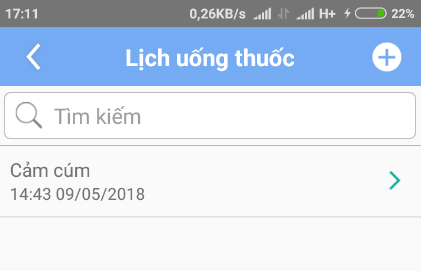 17:11 0,26KB/s H+ 22%
Lịch uống thuốc
Tìm kiếm
Cảm cúm
14:43 09/05/2018